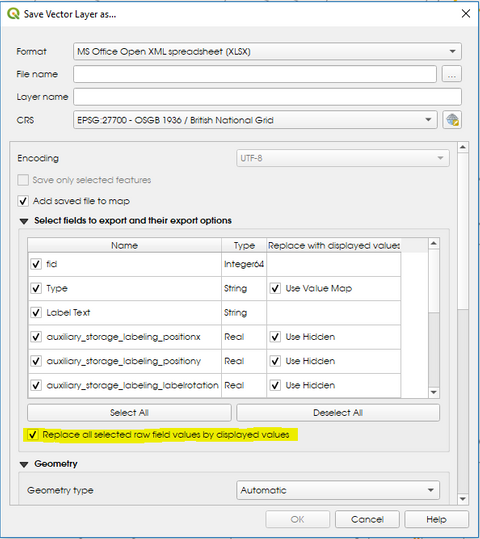 Save Vector Layer as...
Format MS Office Open XML spreadsheet (XLSX)
File name ...
Layer name
CRS EPSG:27700 - OSGB 1936 / British National Grid
Encoding UTF-8
Save only selected features
Add saved file to map
Select fields to export and their export options
Name Type Replace with displayed values
fid Integer64
Type String Use Value Map
Label Text String
auxiliary_storage_labeling_positionx Real Use Hidden
auxiliary_storage_labeling_positiony Real Use Hidden
auxiliary_storage_labeling_labelrotation Real Use Hidden
Select All Deselect All
Replace all selected raw field values by displayed values
Geometry
Geometry type Automatic
OK Cancel Help